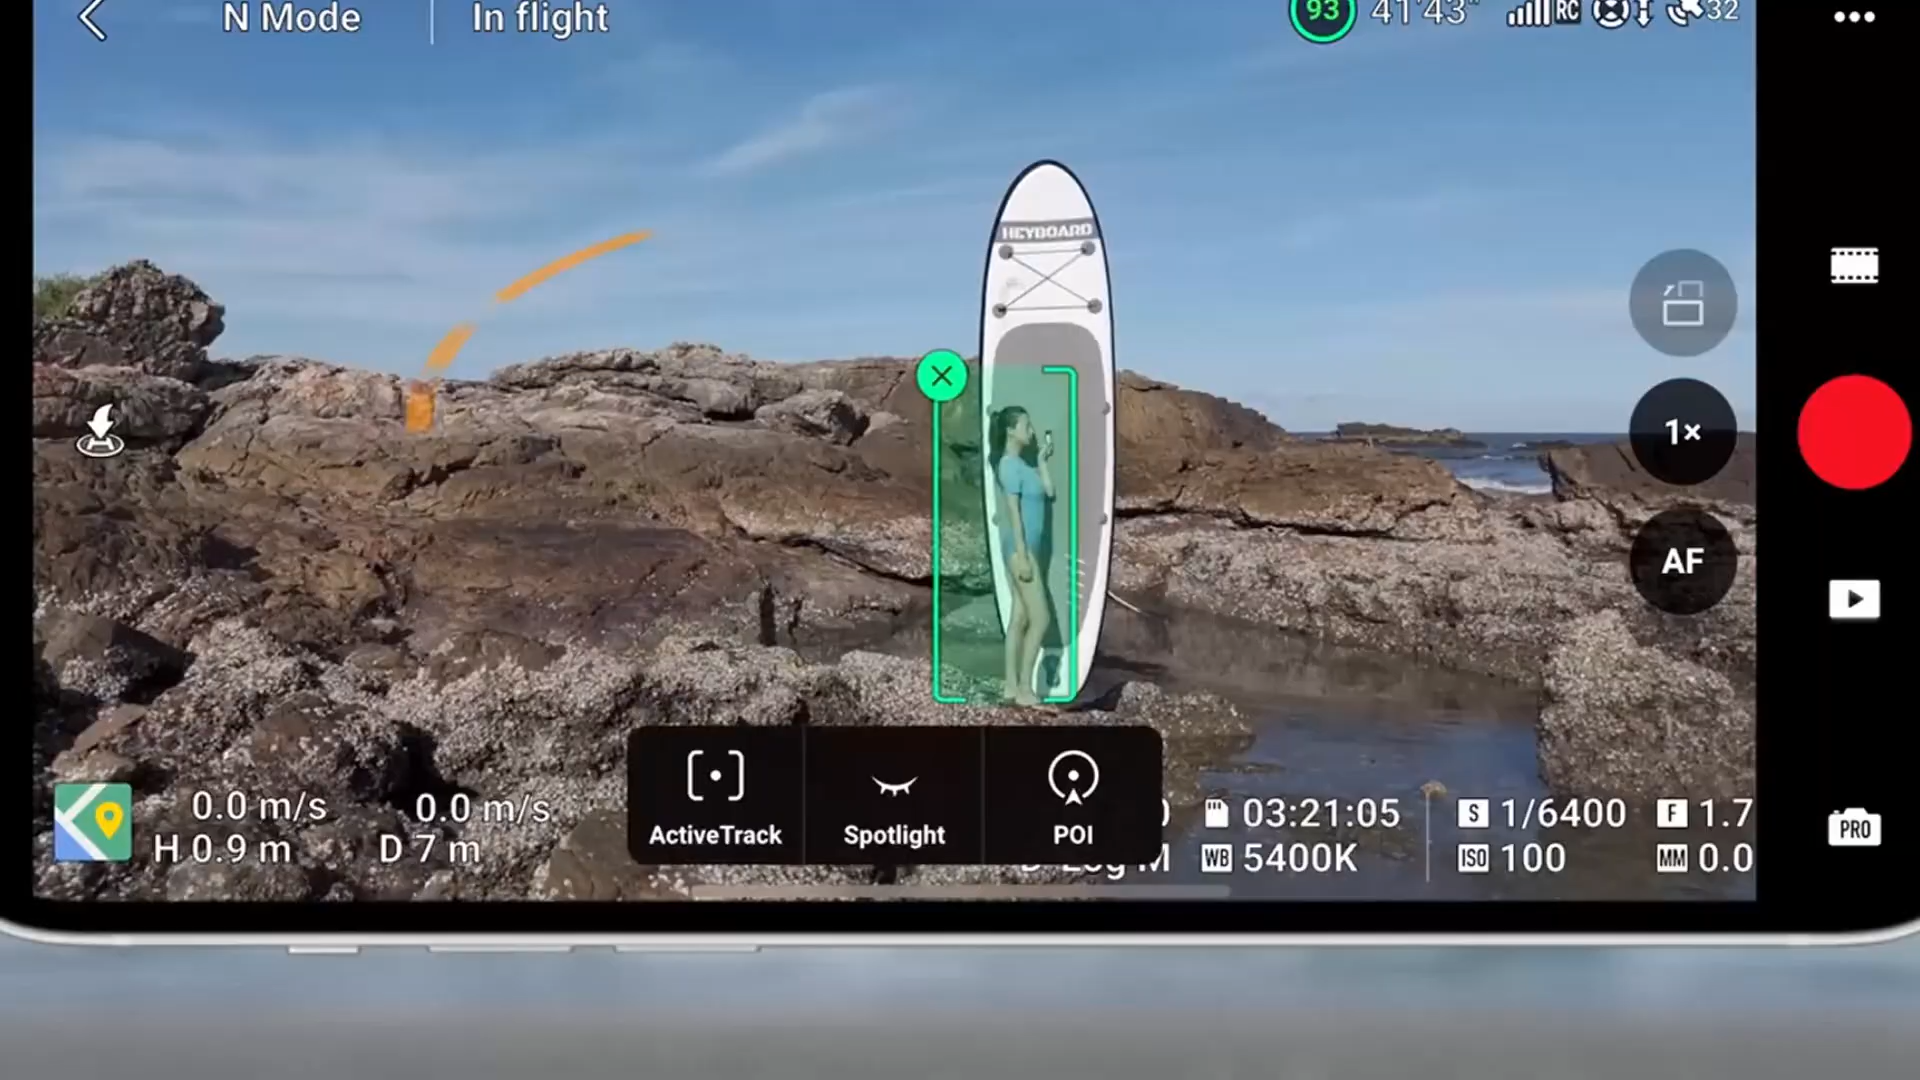 N Mode In flight 93 41'43" RC 32
HEYBOARD
1×
AF
ActiveTrack Spotlight POI
0.0 m/s 0.0 m/s
H 0.9 m D 7 m
03:21:05 S 1/6400 F 1.7
WB 5400K ISO 100 MM 0.0
PRO